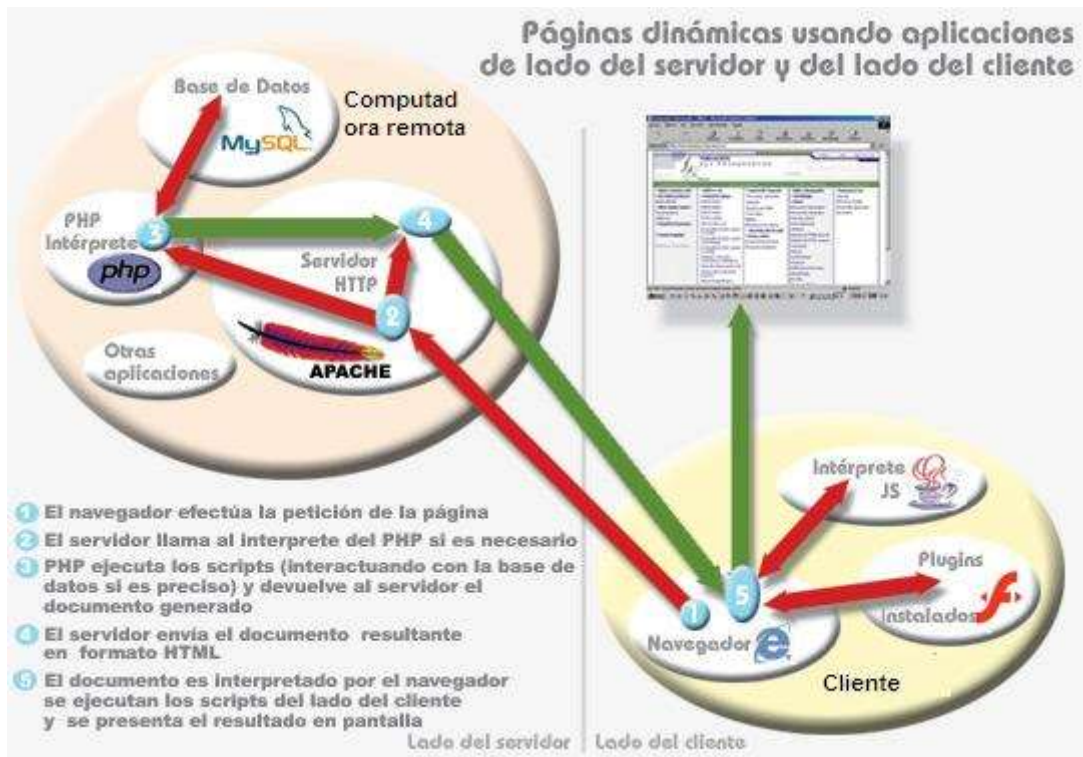 Páginas dinámicas usando aplicaciones
de lado del servidor y del lado del cliente
Base de Datos
MySQL
Computad
ora remota
PHP
Intérprete
3
php
4
Servidor
HTTP
2
APACHE
Otras
aplicaciones
Intérprete
JS
Plugins
Instalados
1
5
Navegador
Cliente
1 El navegador efectúa la petición de la página
2 El servidor llama al interprete del PHP si es necesario
3 PHP ejecuta los scripts (interactuando con la base de
datos si es preciso) y devuelve al servidor el
documento generado
4 El servidor envía el documento resultante
en formato HTML
5 El documento es interpretado por el navegador
se ejecutan los scripts del lado del cliente
y se presenta el resultado en pantalla
Lado del servidor
Lado del cliente